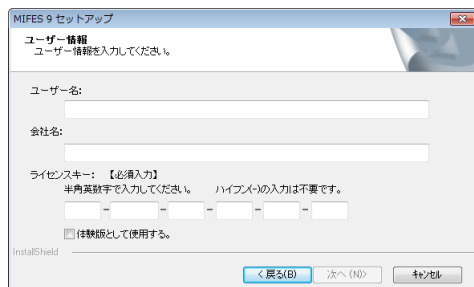 MIFES 9 セットアップ
ユーザー情報
ユーザー情報を入力してください。
ユーザー名:
会社名:
ライセンスキー: 【必須入力】
半角英数字で入力してください。 ハイフン(-)の入力は不要です。
- - - - - -
体験版として使用する。
InstallShield
< 戻る(B) 次へ (N)> キャンセル